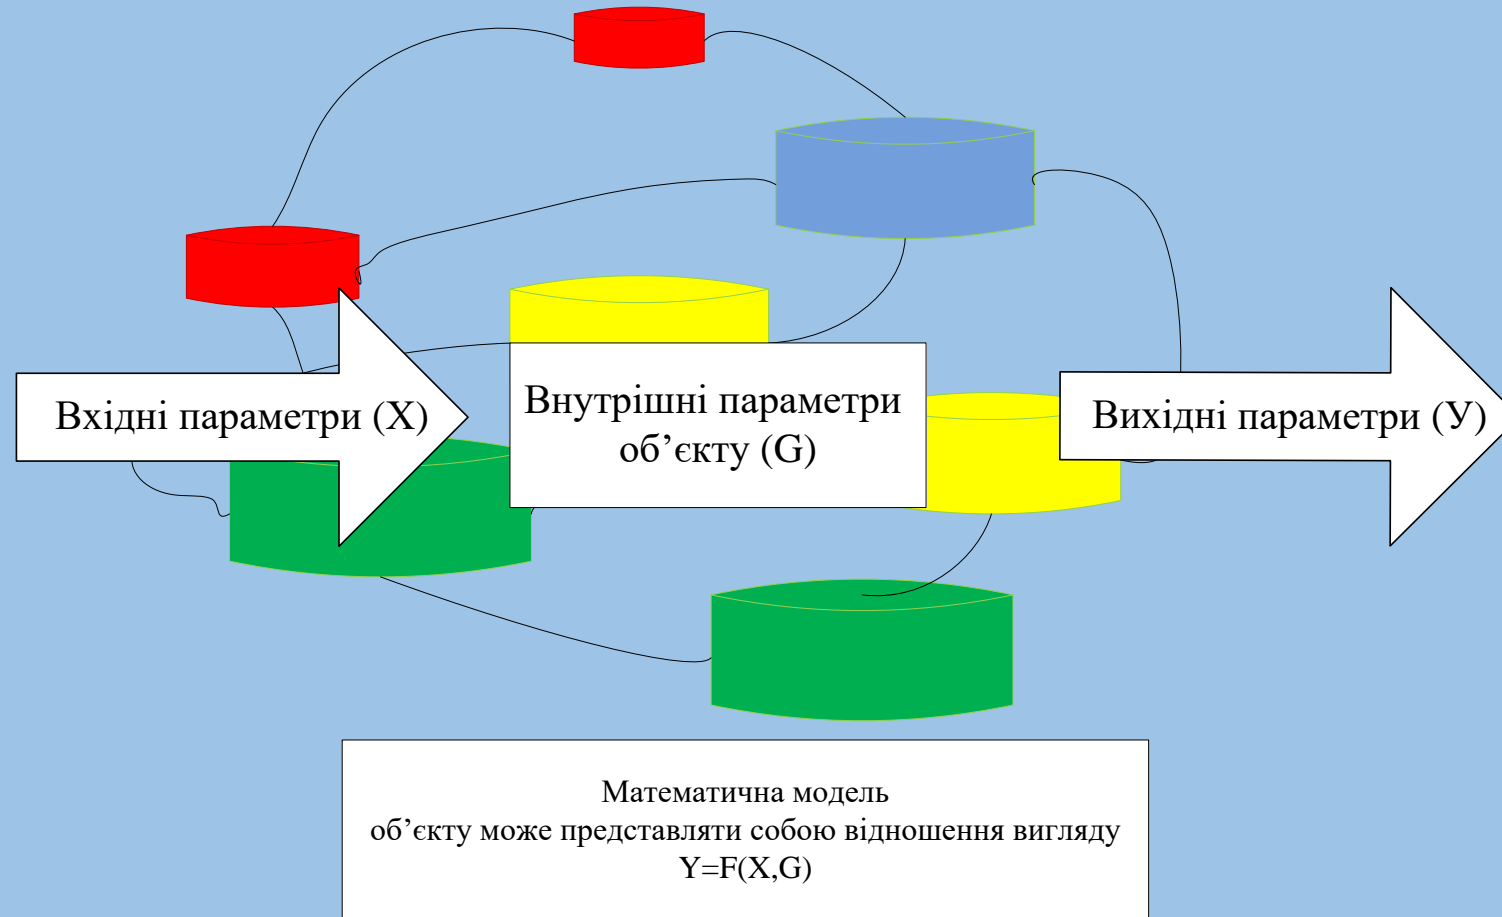 Вхідні параметри (X)
Внутрішні параметри
об’єкту (G)
Вихідні параметри (У)
Математична модель
об’єкту може представляти собою відношення вигляду
Y=F(X,G)